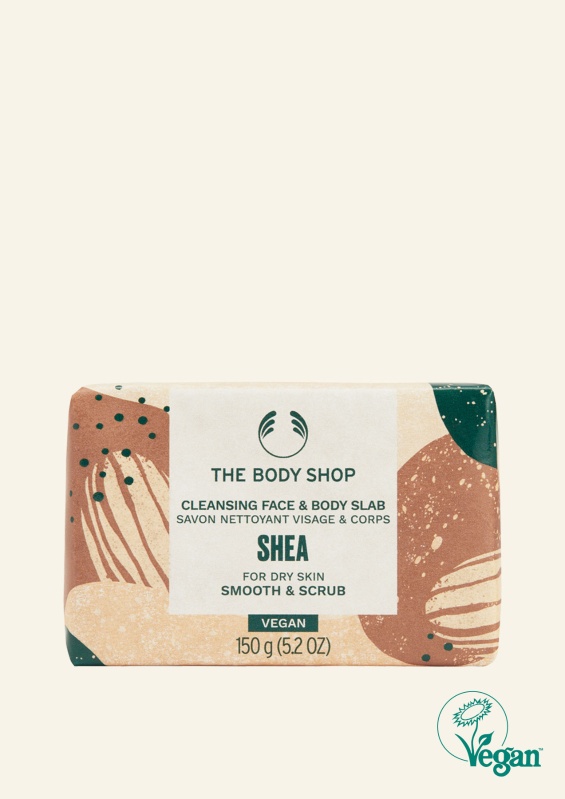 THE BODY SHOP
CLEANSING FACE & BODY SLAB
SAVON NETTOYANT VISAGE & CORPS
SHEA
FOR DRY SKIN
SMOOTH & SCRUB
VEGAN
150 g (5.2 OZ)
Vegan™